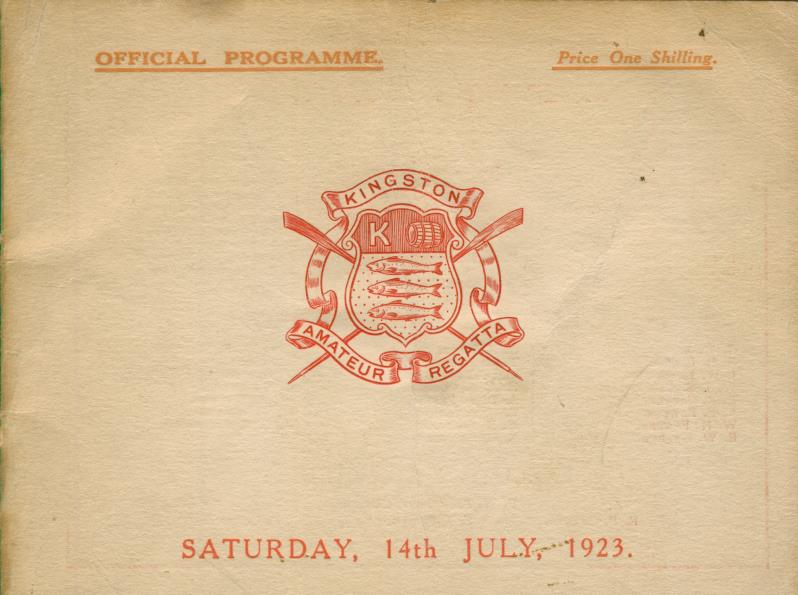 OFFICIAL PROGRAMME.
Price One Shilling.
KINGSTON
K
AMATEUR REGATTA
SATURDAY, 14th JULY, 1923.